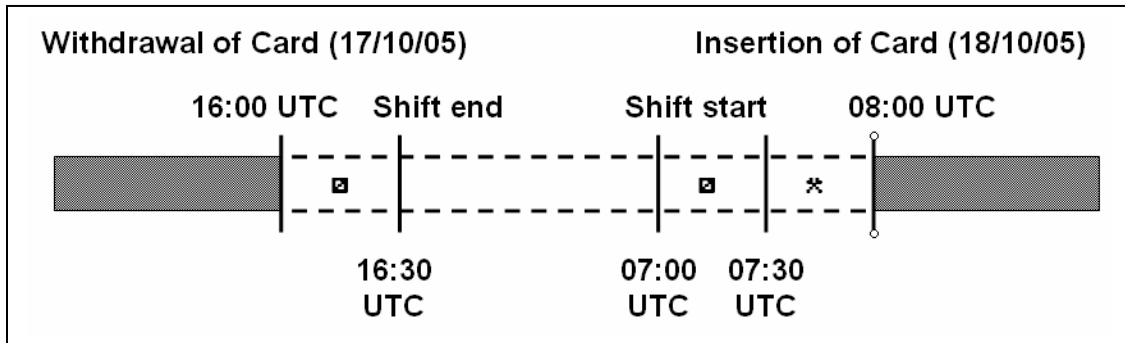 Withdrawal of Card (17/10/05) Insertion of Card (18/10/05)
16:00 UTC Shift end Shift start 08:00 UTC
16:30 07:00 07:30
UTC UTC UTC